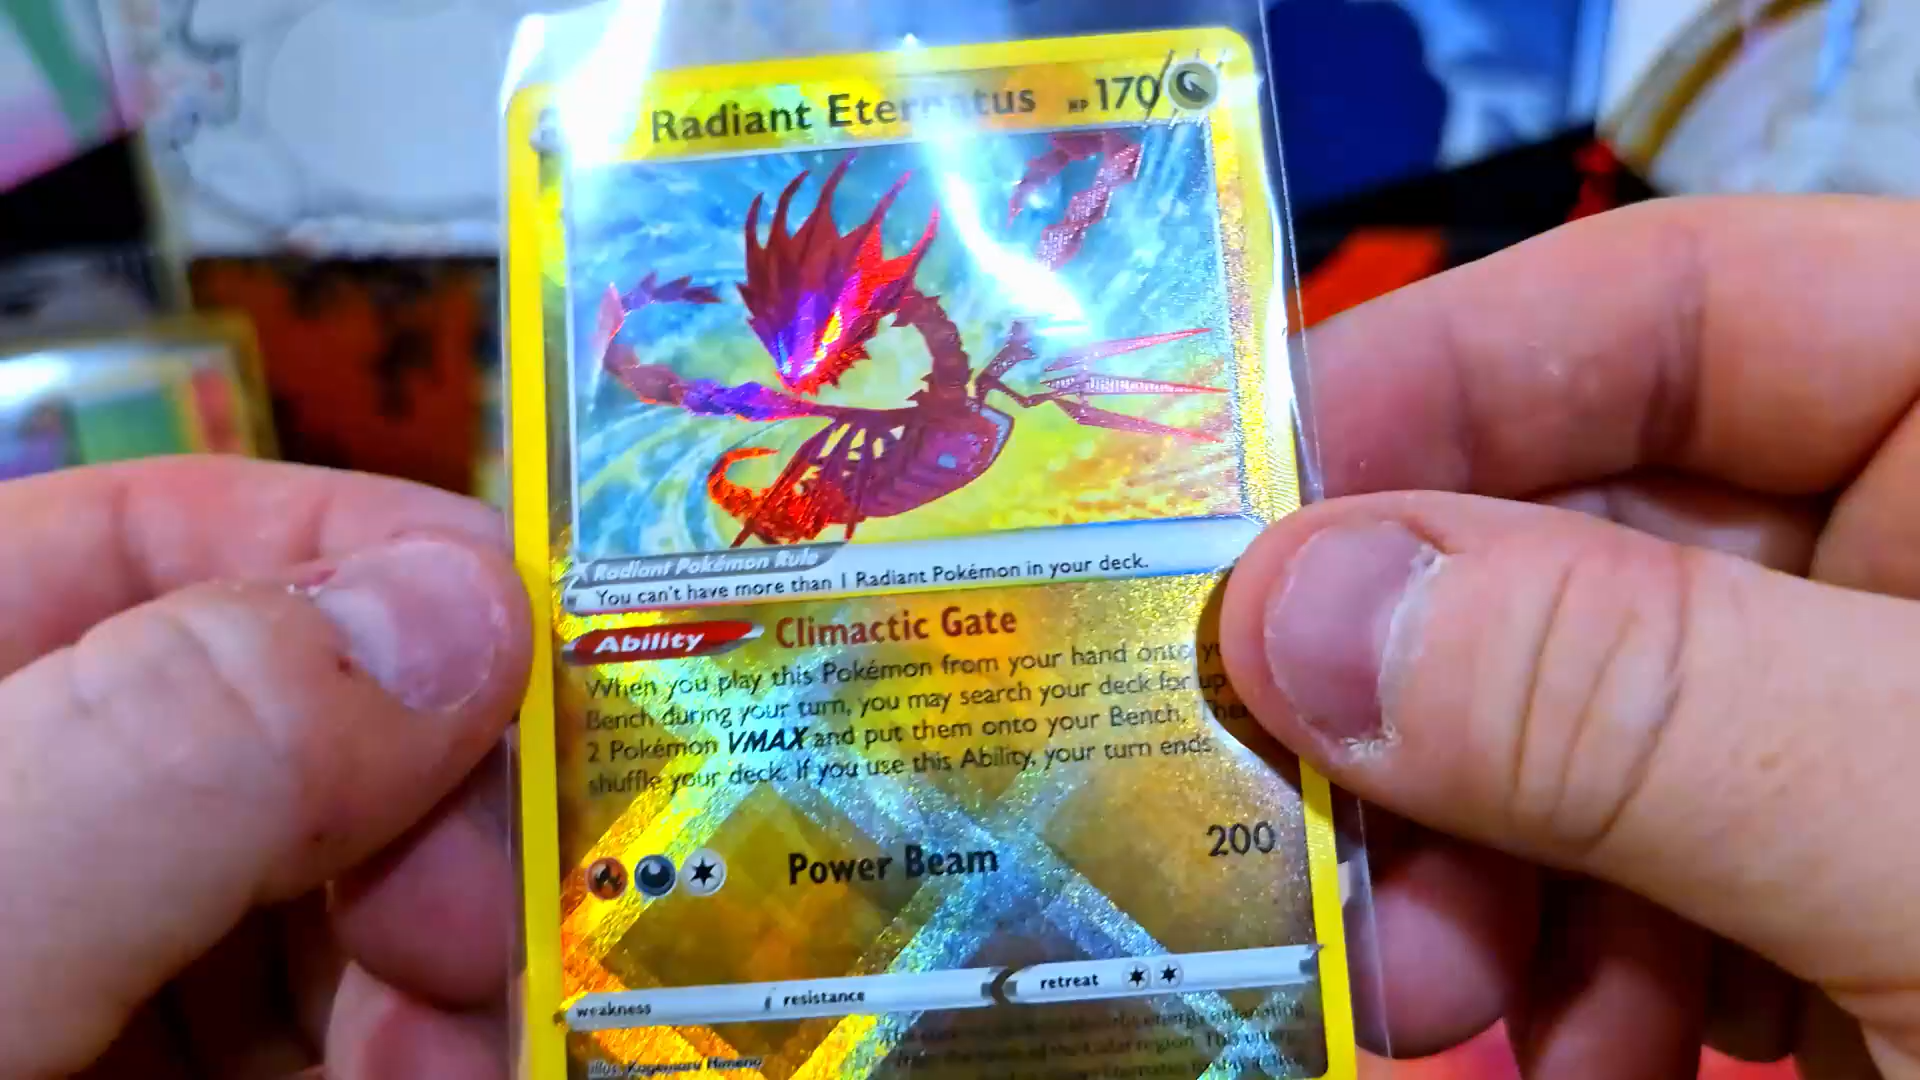 Radiant Eternatus HP 170
Radiant Pokémon Rule
You can't have more than 1 Radiant Pokémon in your deck.
Ability Climactic Gate
When you play this Pokémon from your hand onto
Bench during your turn, you may search your deck for up
2 Pokémon VMAX and put them onto your Bench.
shuffle your deck. If you use this Ability, your turn ends.
Power Beam 200
weakness resistance retreat
illus. Kagemaru Himeno